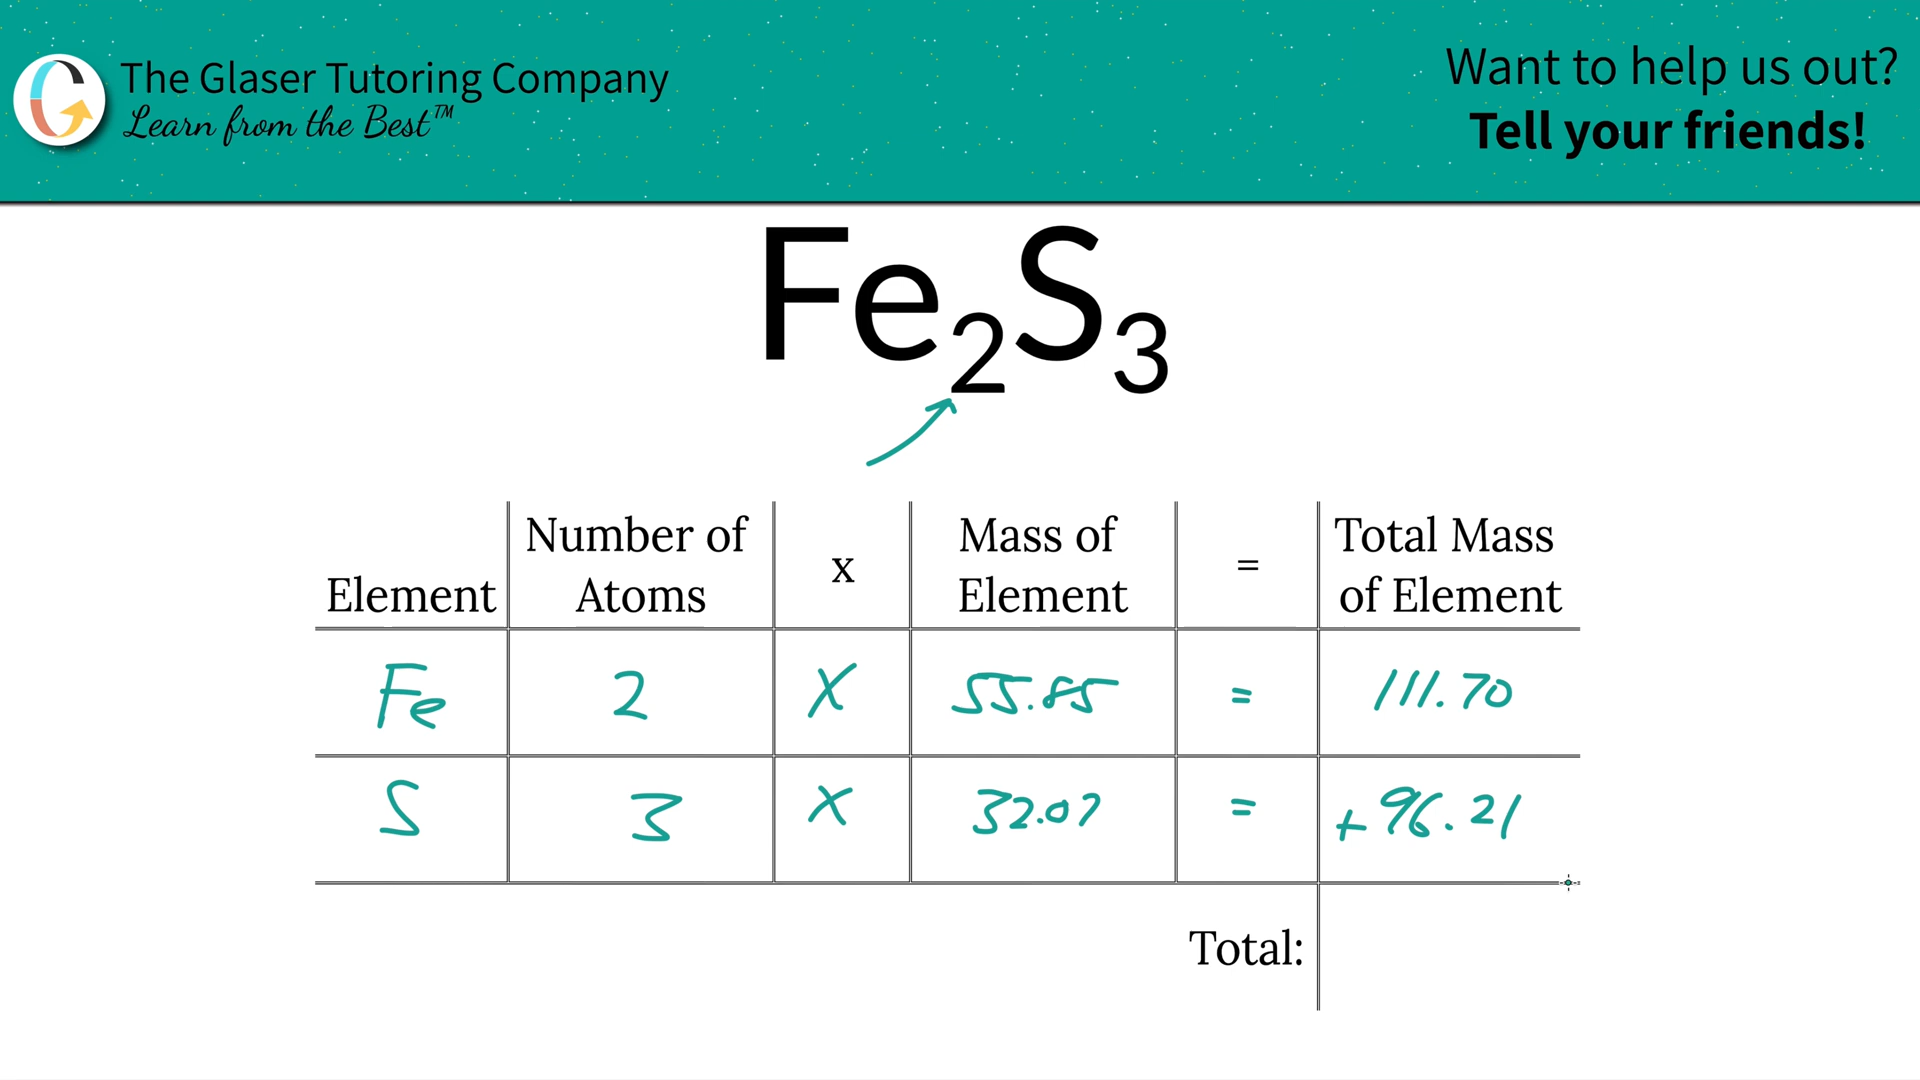 The Glaser Tutoring Company
Learn from the Best™
Want to help us out?
Tell your friends!
Fe₂S₃
Element Number of Atoms x Mass of Element = Total Mass of Element
Fe 2 X 55.85 = 111.70
S 3 X 32.07 = +96.21
Total: